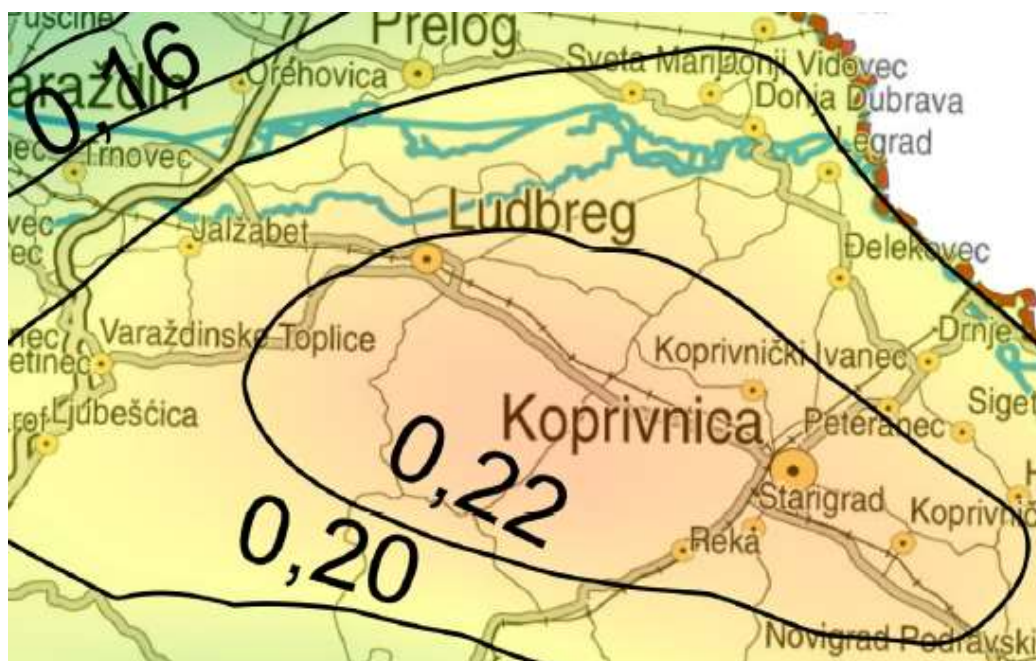 Prelog
0,16
Orehovica
Sveta Marija
Donji Vidovec
Donja Dubrava
Trnovec
Legrad
Ludbreg
Jalžabet
Đelekovec
Varaždinske Toplice
Koprivnički Ivanec
Drnje
Ljubešćica
Koprivnica
Peteranec
Siget
0,22
Starigrad
0,20
Reka
Novigrad Podravski